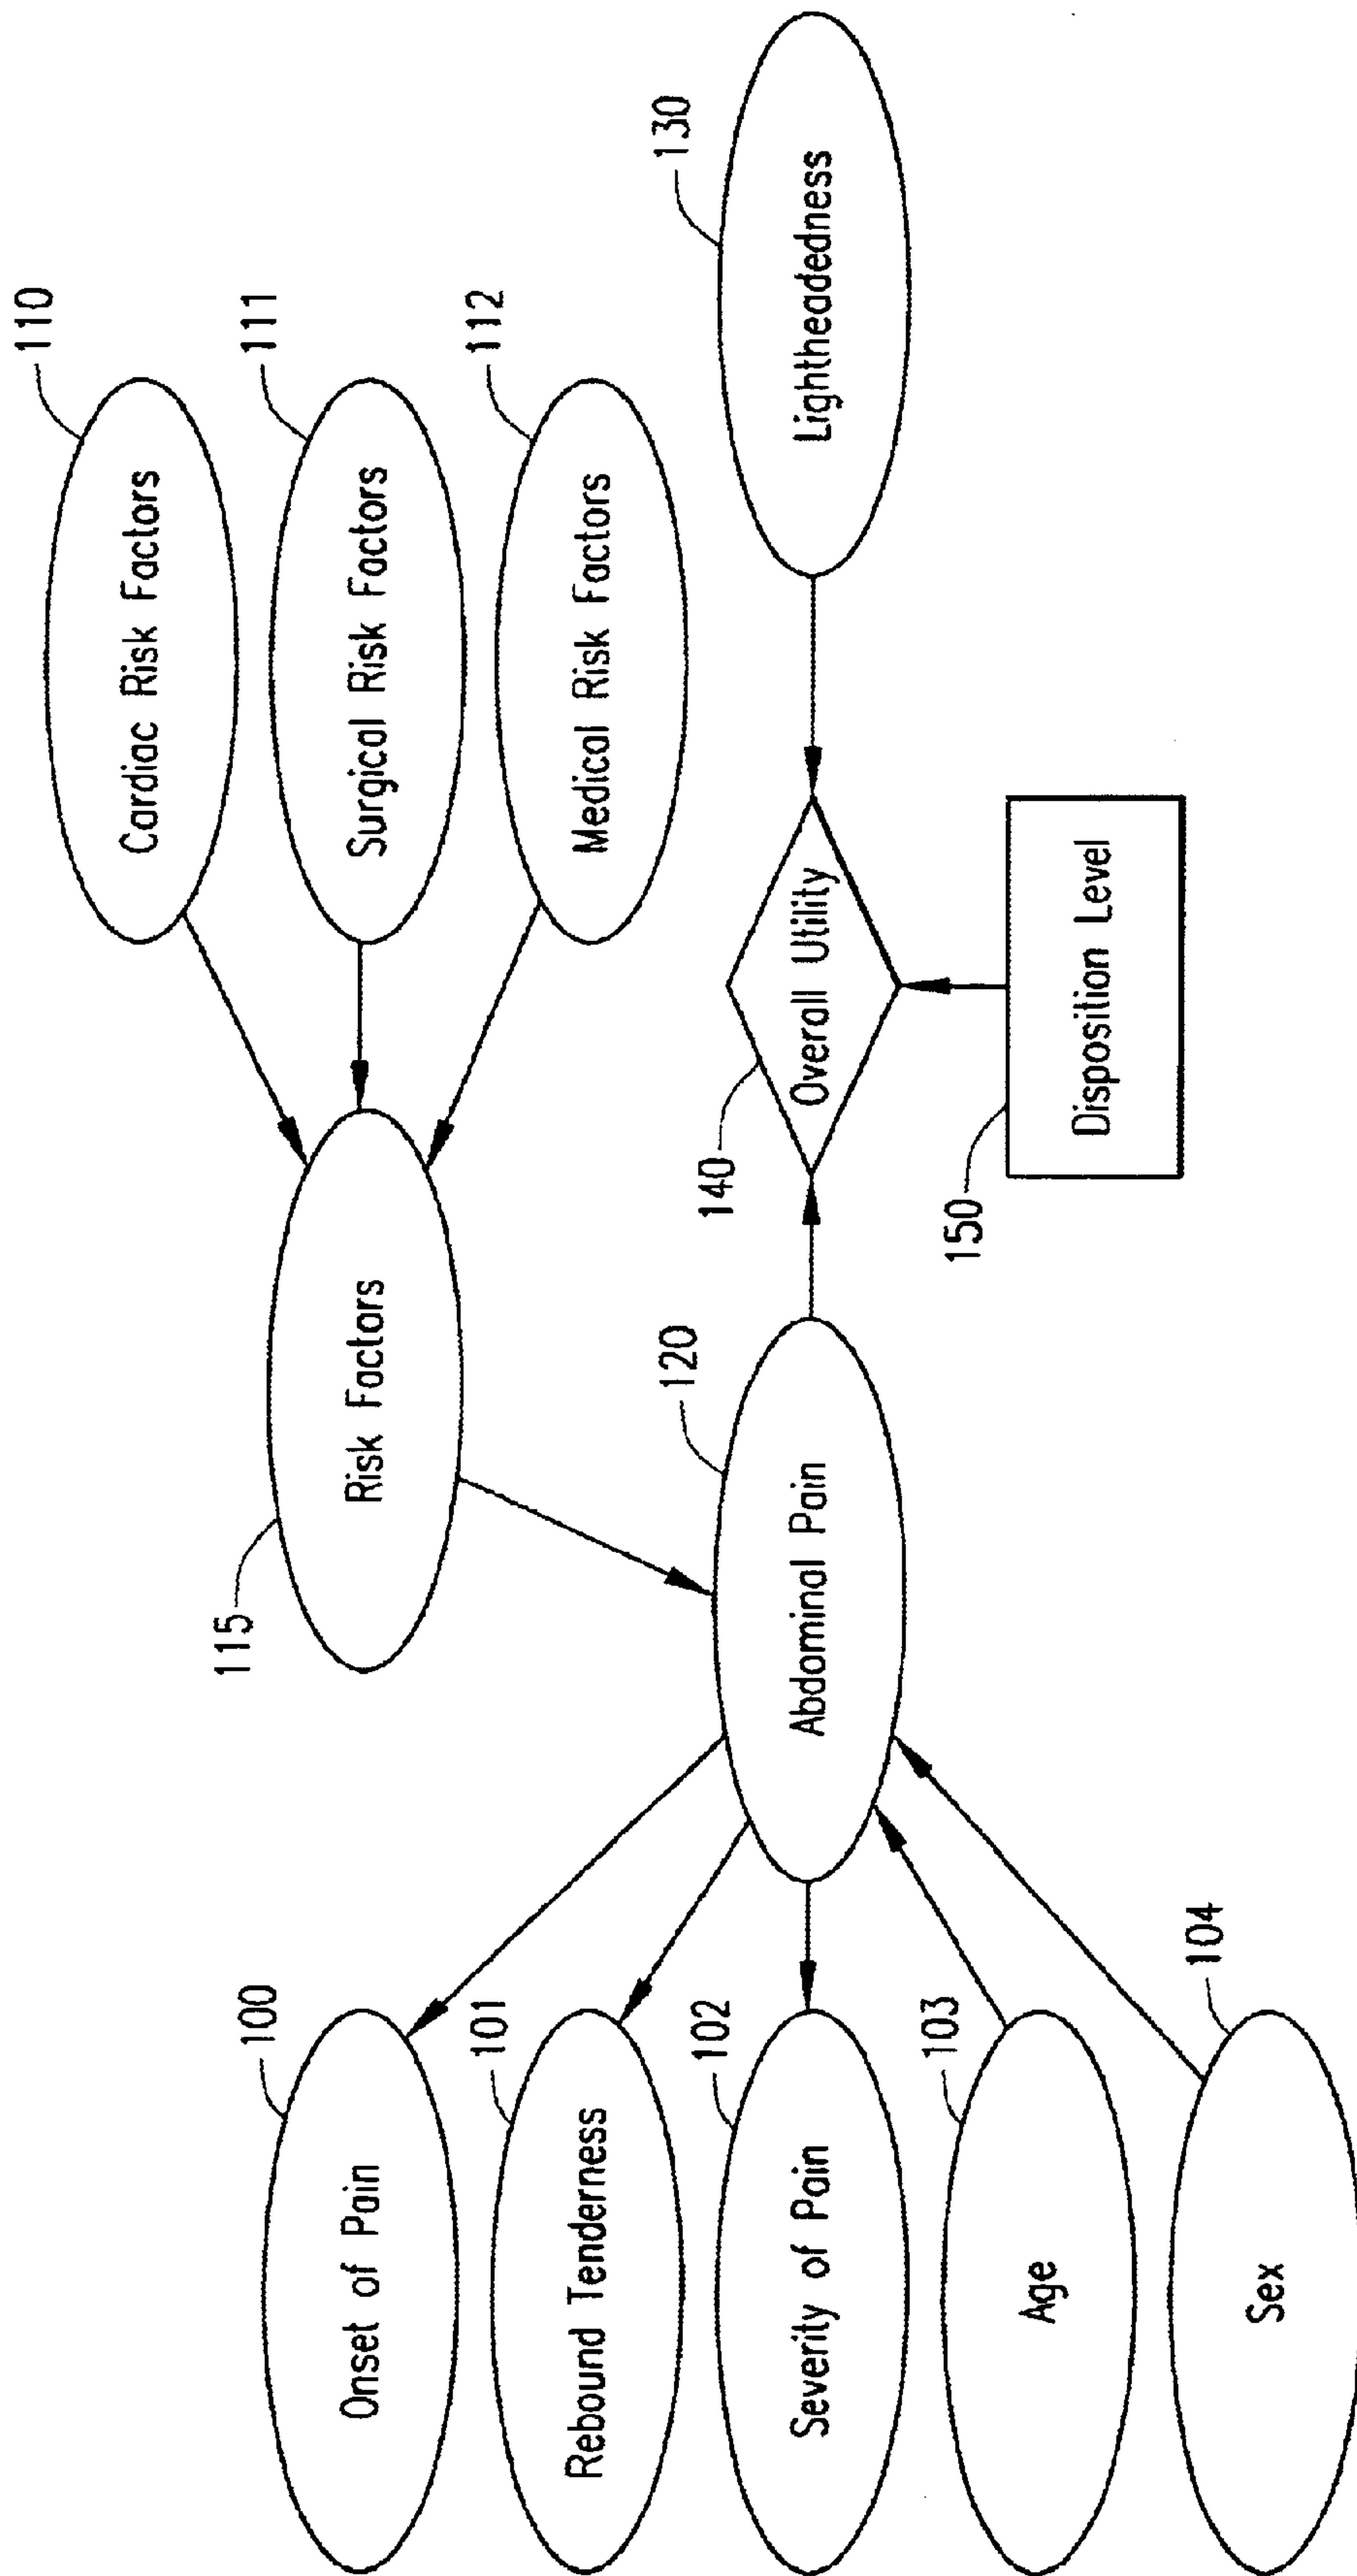 110
Cardiac Risk Factors
111
Surgical Risk Factors
112
Medical Risk Factors
115
Risk Factors
100
Onset of Pain
101
Rebound Tenderness
102
Severity of Pain
103
Age
104
Sex
120
Abdominal Pain
140
Overall Utility
130
Lightheadedness
150
Disposition Level